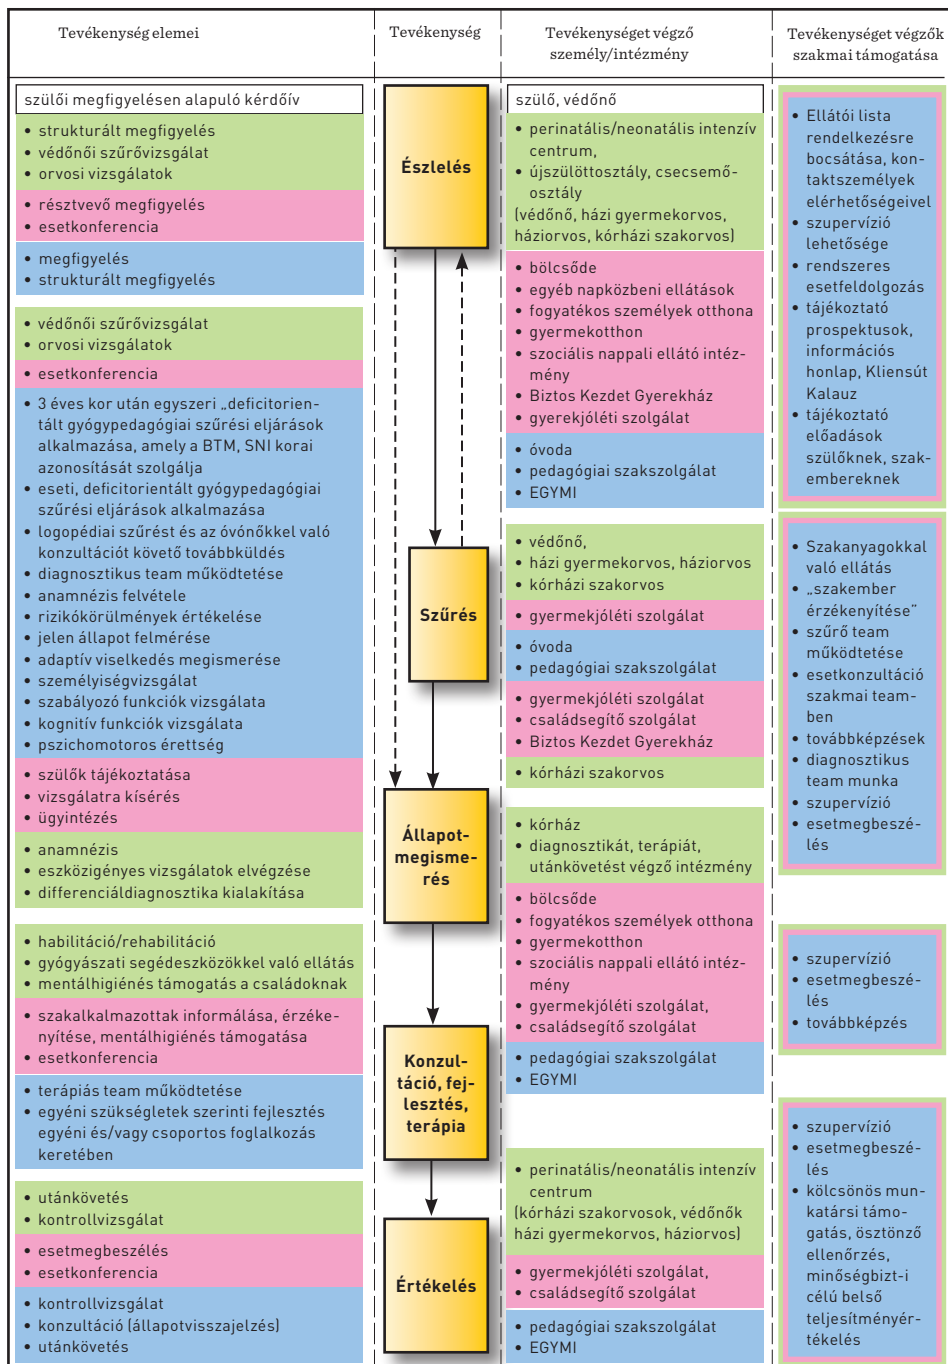 Tevékenység elemei
Tevékenység
Tevékenységet végző
személy/intézmény
Tevékenységet végzők
szakmai támogatása
szülői megfigyelésen alapuló kérdőív
• strukturált megfigyelés
• védőnői szűrővizsgálat
• orvosi vizsgálatok
• résztvevő megfigyelés
• esetkonferencia
• megfigyelés
• strukturált megfigyelés
• védőnői szűrővizsgálat
• orvosi vizsgálatok
• esetkonferencia
• 3 éves kor után egyszeri „deficitorien-
tált gyógypedagógiai szűrési eljárások
alkalmazása, amely a BTM, SNI korai
azonosítását szolgálja
• eseti, deficitorientált gyógypedagógiai
szűrési eljárások alkalmazása
• logopédiai szűrést és az óvónőkkel való
konzultációt követő továbbküldés
• diagnosztikus team működtetése
• anamnézis felvétele
• rizikókörülmények értékelése
• jelen állapot felmérése
• adaptív viselkedés megismerése
• személyiségvizsgálat
• szabályozó funkciók vizsgálata
• kognitív funkciók vizsgálata
• pszichomotoros érettség
• szülők tájékoztatása
• vizsgálatra kísérés
• ügyintézés
• anamnézis
• eszközigényes vizsgálatok elvégzése
• differenciáldiagnosztika kialakítása
• habilitáció/rehabilitáció
• gyógyászati segédeszközökkel való ellátás
• mentálhigiénés támogatás a családoknak
• szakalkalmazottak informálása, érzéke-
nyítése, mentálhigiénés támogatása
• esetkonferencia
• terápiás team működtetése
• egyéni szükségletek szerinti fejlesztés
egyéni és/vagy csoportos foglalkozás
keretében
• utánkövetés
• kontrollvizsgálat
• esetmegbeszélés
• esetkonferencia
• kontrollvizsgálat
• konzultáció (állapotvisszajelzés)
• utánkövetés
Észlelés
Szűrés
Állapot-
megisme-
rés
Konzul-
táció, fej-
lesztés,
terápia
Értékelés
szülő, védőnő
• perinatális/neonatális intenzív
centrum,
• újszülöttosztály, csecsemő-
osztály
(védőnő, házi gyermekorvos,
háziorvos, kórházi szakorvos)
• bölcsőde
• egyéb napközbeni ellátások
• fogyatékos személyek otthona
• gyermekotthon
• szociális nappali ellátó intéz-
mény
• Biztos Kezdet Gyerekház
• gyerekjóléti szolgálat
• óvoda
• pedagógiai szakszolgálat
• EGYMI
• védőnő,
• házi gyermekorvos, háziorvos
• kórházi szakorvos
• gyermekjóléti szolgálat
• óvoda
• pedagógiai szakszolgálat
• gyermekjóléti szolgálat
• családsegítő szolgálat
• Biztos Kezdet Gyerekház
• kórházi szakorvos
• kórház
• diagnosztikát, terápiát,
utánkövetést végző intézmény
• bölcsőde
• fogyatékos személyek otthona
• gyermekotthon
• szociális nappali ellátó intéz-
mény
• gyermekjóléti szolgálat,
• családsegítő szolgálat
• pedagógiai szakszolgálat
• EGYMI
• perinatális/neonatális intenzív
centrum
(kórházi szakorvosok, védőnők
házi gyermekorvos, háziorvos)
• gyermekjóléti szolgálat,
• családsegítő szolgálat
• pedagógiai szakszolgálat
• EGYMI
• Ellátói lista
rendelkezésre
bocsátása, kon-
taktszemélyek
elérhetőségeivel
• szupervízió
lehetősége
• rendszeres
esetfeldolgozás
• tájékoztató
prospektusok,
információs
honlap, Kliensút
Kalauz
• tájékoztató
előadások
szülőknek, szak-
embereknek
• Szakanyagokkal
való ellátás
• „szakember
érzékenyítése"
• szűrő team
működtetése
• esetkonzultáció
szakmai team-
ben
• továbbképzések
• diagnosztikus
team munka
• szupervízió
• esetmegbeszé-
lés
• szupervízió
• esetmegbeszé-
lés
• továbbképzés
• szupervízió
• esetmegbeszé-
lés
• kölcsönös mun-
katársi támo-
gatás, ösztönző
ellenőrzés,
minőségbizt-i
célú belső
teljesítményér-
tékelés